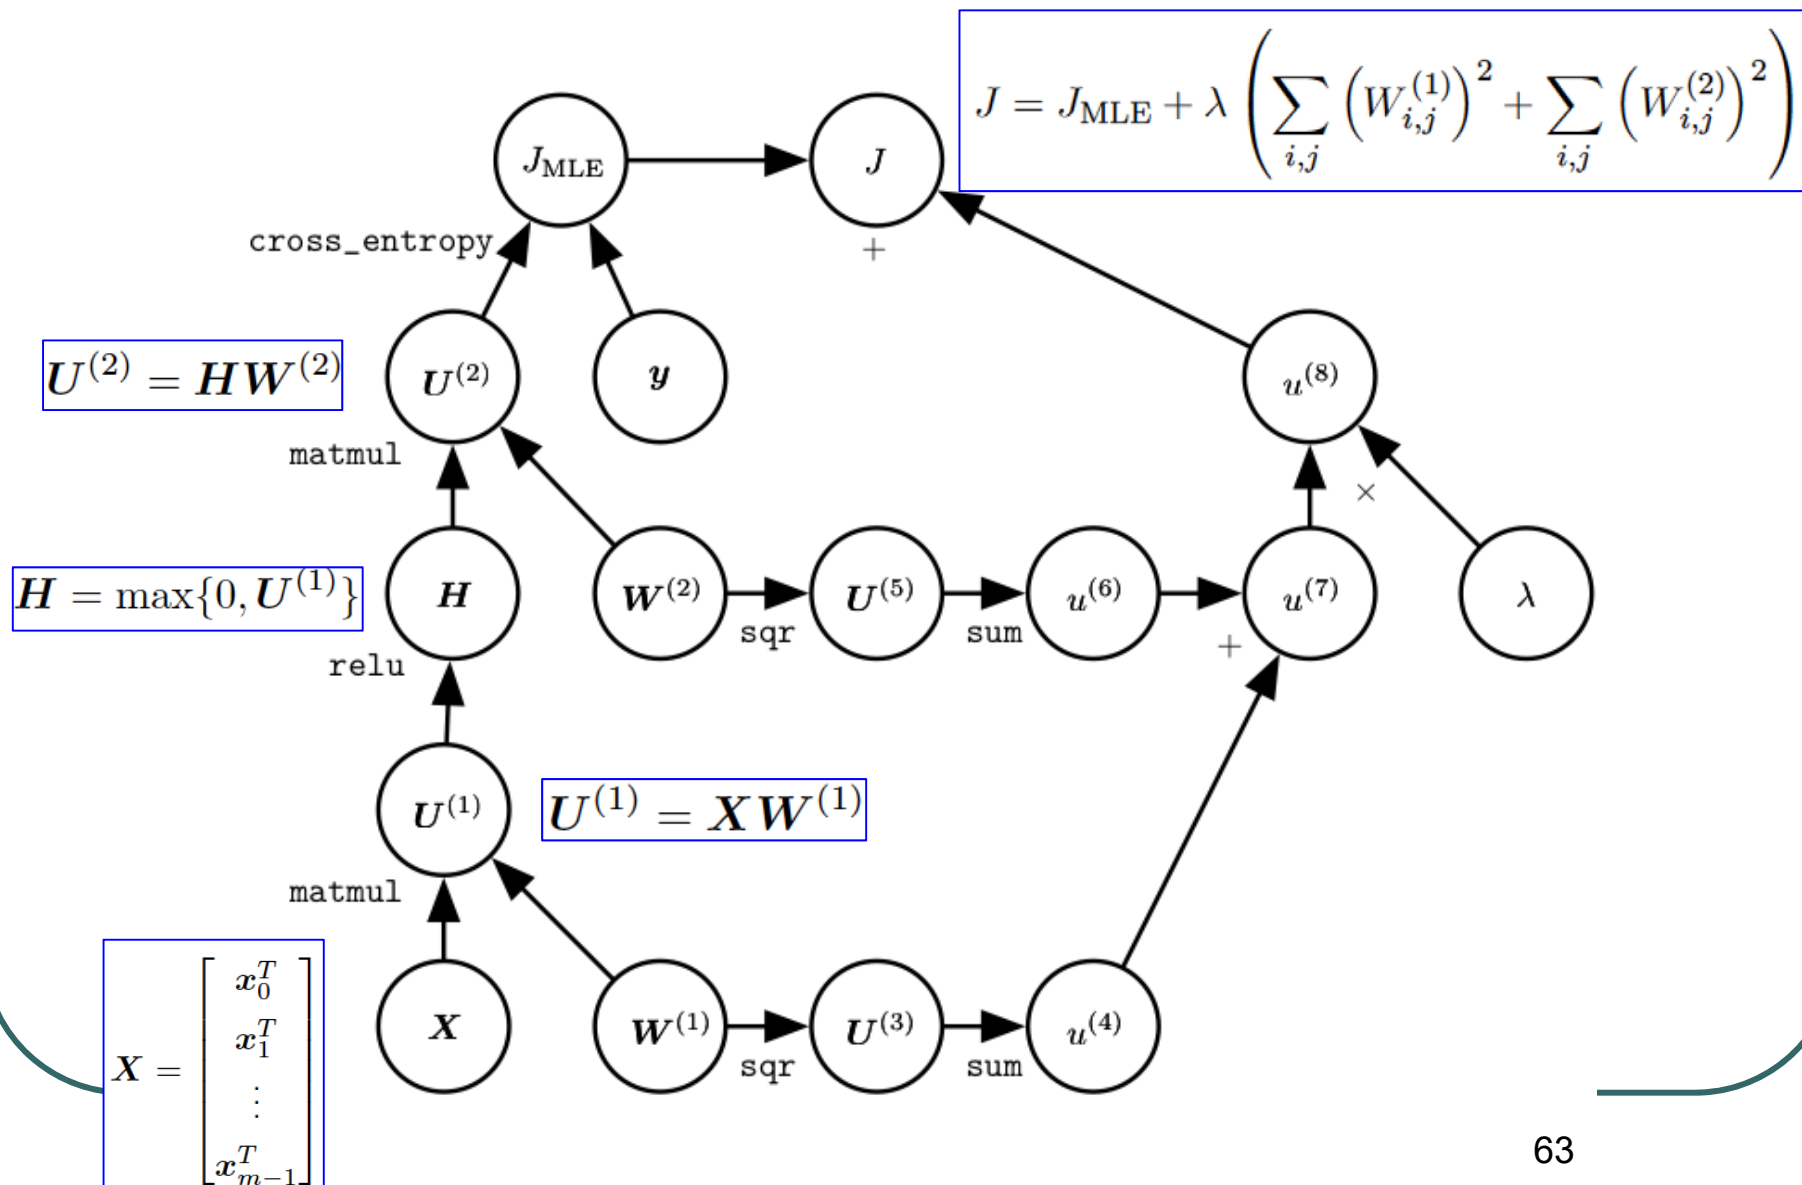 J = J_MLE + λ ( ∑_{i,j} (W^{(1)}_{i,j})^2 + ∑_{i,j} (W^{(2)}_{i,j})^2 )
J_MLE
J
cross_entropy
+
U^{(2)} = HW^{(2)}
U^{(2)}
y
u^{(8)}
matmul
×
H = max{0, U^{(1)}}
H
W^{(2)}
U^{(5)}
u^{(6)}
u^{(7)}
λ
sqr
sum
+
relu
U^{(1)}
U^{(1)} = XW^{(1)}
matmul
X = [ x_0^T
x_1^T
⋮
x_{m−1}^T ]
X
W^{(1)}
U^{(3)}
u^{(4)}
sqr
sum
63